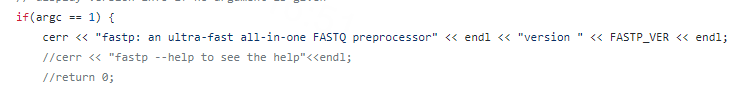 if(argc == 1) {
cerr << "fastp: an ultra-fast all-in-one FASTQ preprocessor" << endl << "version " << FASTP_VER << endl;
//cerr << "fastp --help to see the help"<<endl;
//return 0;